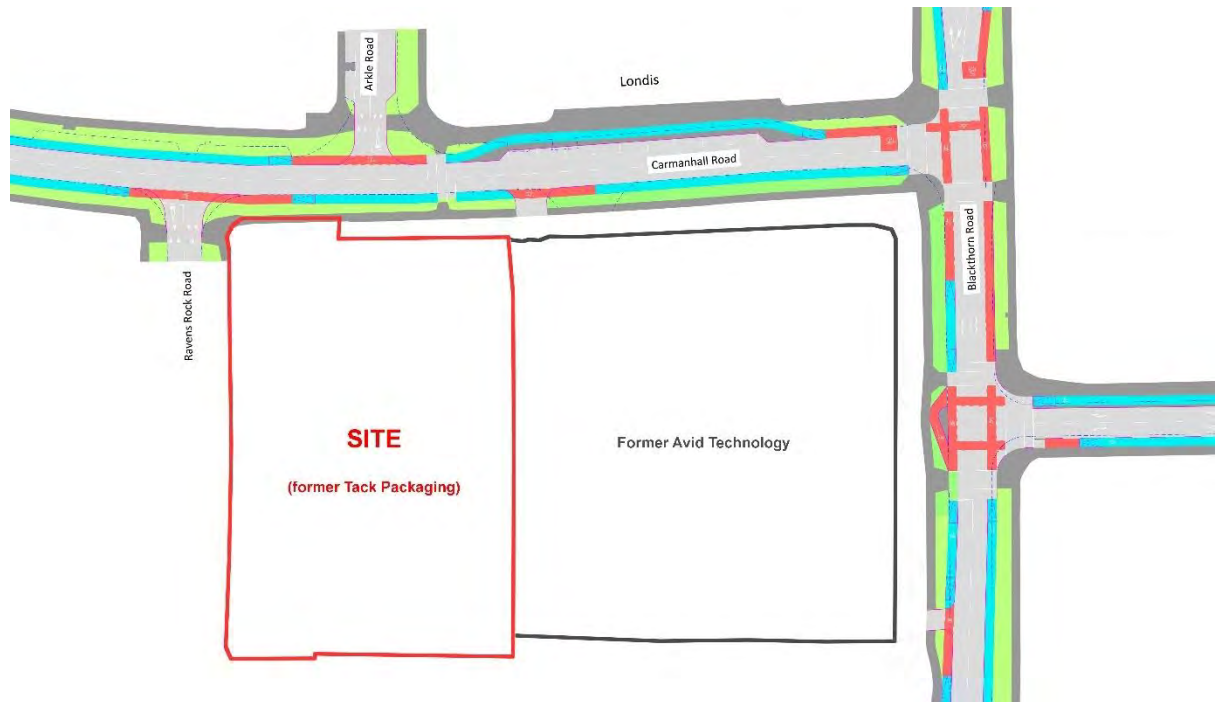 Arkle Road
Londis
Carmanhall Road
Blackthorn Road
Ravens Rock Road
SITE
(former Tack Packaging)
Former Avid Technology